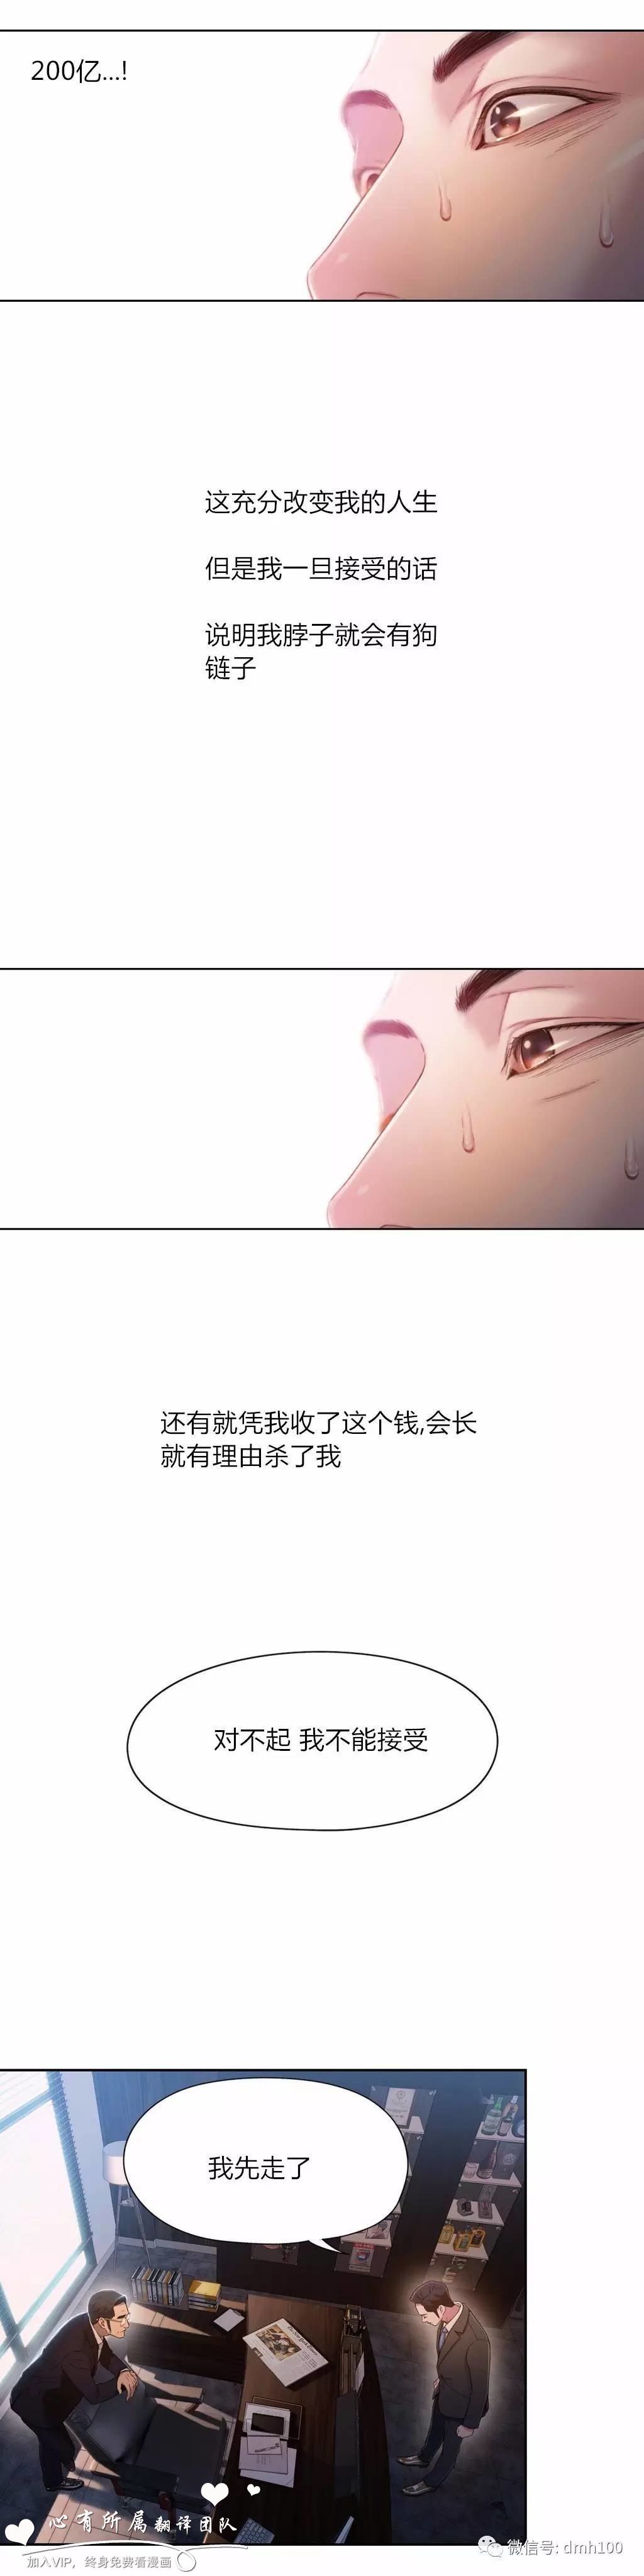 200亿...!
这充分改变我的人生
但是我一旦接受的话
说明我脖子就会有狗
链子
还有就凭我收了这个钱,会长
就有理由杀了我
对不起 我不能接受
我先走了
心有所属翻译团队
加入VIP，终身免费看漫画
微信号: dmh100